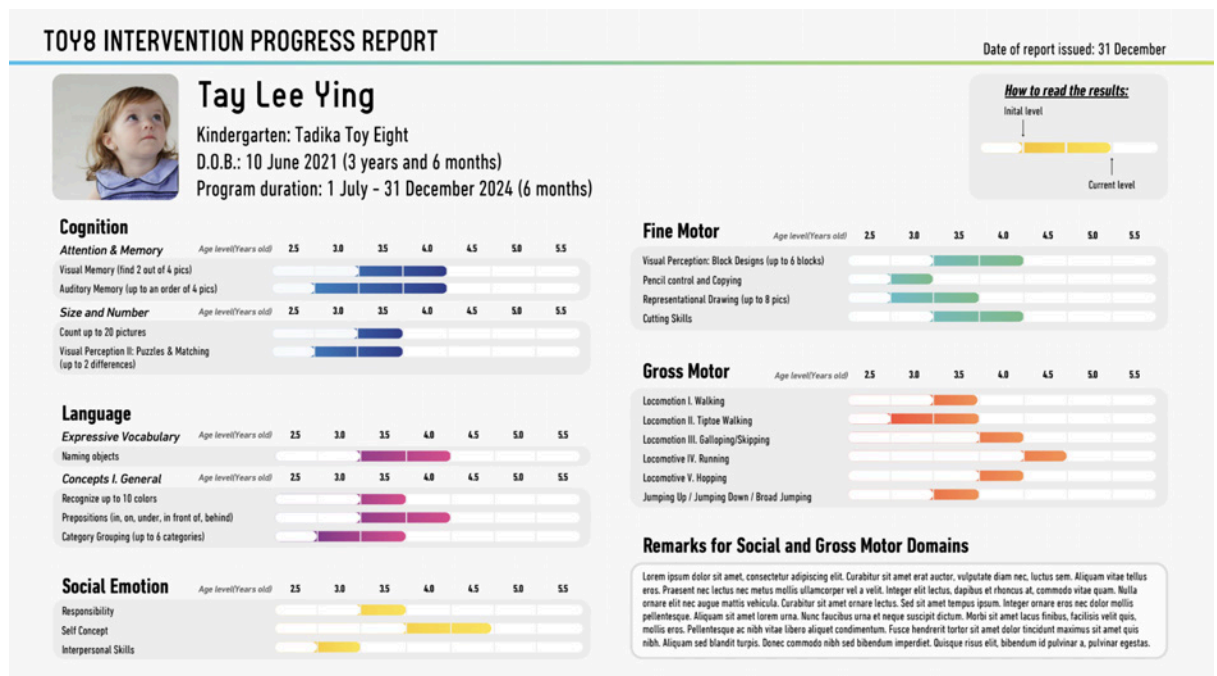 TOY8 INTERVENTION PROGRESS REPORT
Date of report issued: 31 December
Tay Lee Ying
Kindergarten: Tadika Toy Eight
D.O.B.: 10 June 2021 (3 years and 6 months)
Program duration: 1 July - 31 December 2024 (6 months)
How to read the results:
Inital level
Current level
Cognition
Attention & Memory Age level(Years old) 2.5 3.0 3.5 4.0 4.5 5.0 5.5
Visual Memory (find 2 out of 4 pics)
Auditory Memory (up to an order of 4 pics)
Size and Number Age level(Years old) 2.5 3.0 3.5 4.0 4.5 5.0 5.5
Count up to 20 pictures
Visual Perception II: Puzzles & Matching
(up to 2 differences)
Language
Expressive Vocabulary Age level(Years old) 2.5 3.0 3.5 4.0 4.5 5.0 5.5
Naming objects
Concepts I. General Age level(Years old) 2.5 3.0 3.5 4.0 4.5 5.0 5.5
Recognize up to 10 colors
Prepositions (in, on, under, in front of, behind)
Category Grouping (up to 6 categories)
Social Emotion Age level(Years old) 2.5 3.0 3.5 4.0 4.5 5.0 5.5
Responsibility
Self Concept
Interpersonal Skills
Fine Motor Age level(Years old) 2.5 3.0 3.5 4.0 4.5 5.0 5.5
Visual Perception: Block Designs (up to 6 blocks)
Pencil control and Copying
Representational Drawing (up to 8 pics)
Cutting Skills
Gross Motor Age level(Years old) 2.5 3.0 3.5 4.0 4.5 5.0 5.5
Locomotion I. Walking
Locomotion II. Tiptoe Walking
Locomotion III. Galloping/Skipping
Locomotive IV. Running
Locomotive V. Hopping
Jumping Up / Jumping Down / Broad Jumping
Remarks for Social and Gross Motor Domains
Lorem ipsum dolor sit amet, consectetur adipiscing elit. Curabitur sit amet erat auctor, vulputate diam nec, luctus sem. Aliquam vitae tellus
eros. Praesent nec lectus nec metus mollis ullamcorper vel a velit. Integer elit lectus, dapibus et rhoncus at, commodo vitae quam. Nulla
ornare elit nec augue mattis vehicula. Curabitur sit amet ornare lectus. Sed sit amet tempus ipsum. Integer ornare eros nec dolor mollis
pellentesque. Aliquam sit amet lorem urna. Nunc faucibus urna et neque suscipit dictum. Morbi sit amet lacus finibus, facilisis velit quis,
mollis eros. Pellentesque ac nibh vitae libero aliquet condimentum. Fusce hendrerit tortor sit amet dolor tincidunt maximus sit amet quis
nibh. Aliquam sed blandit turpis. Donec commodo nibh sed bibendum imperdiet. Quisque risus elit, bibendum id pulvinar a, pulvinar egestas.